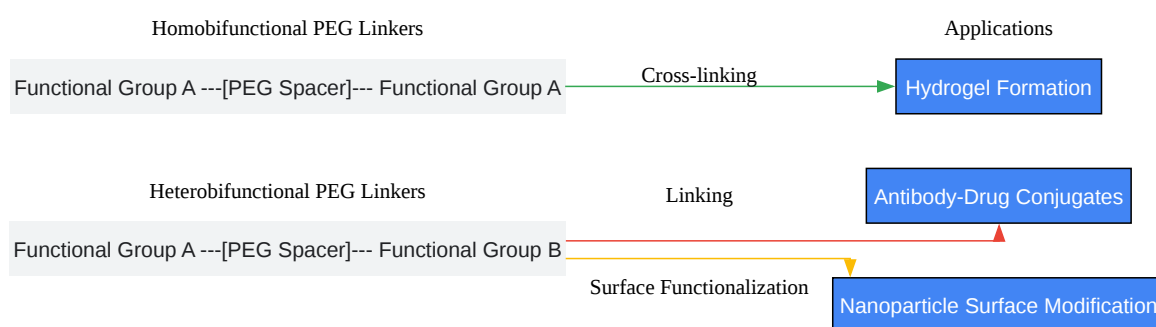 Homobifunctional PEG Linkers
Applications
Functional Group A ---[PEG Spacer]--- Functional Group A
Cross-linking
Hydrogel Formation
Heterobifunctional PEG Linkers
Linking
Antibody-Drug Conjugates
Functional Group A ---[PEG Spacer]--- Functional Group B
Surface Functionalization
Nanoparticle Surface Modification